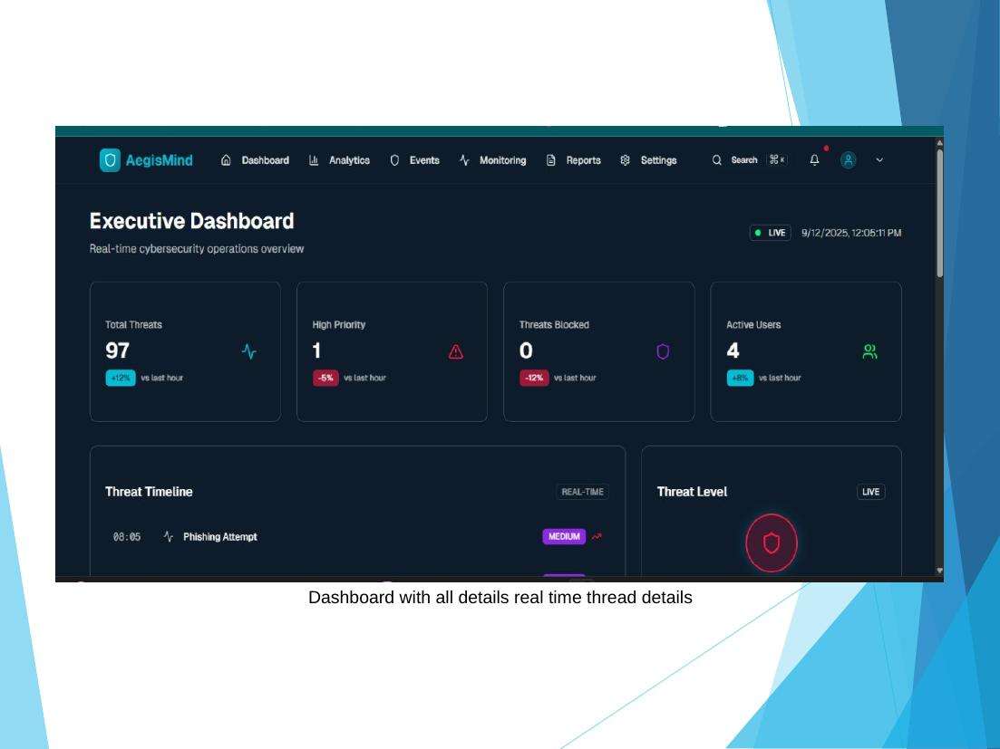 AegisMind Dashboard Analytics Events Monitoring Reports Settings Search ⌘ K
Executive Dashboard
Real-time cybersecurity operations overview
LIVE 9/12/2025, 12:05:11 PM
Total Threats High Priority Threats Blocked Active Users
97 1 0 4
+12% vs last hour -5% vs last hour -12% vs last hour +8% vs last hour
Threat Timeline REAL-TIME Threat Level LIVE
08:05 Phishing Attempt MEDIUM
Dashboard with all details real time thread details